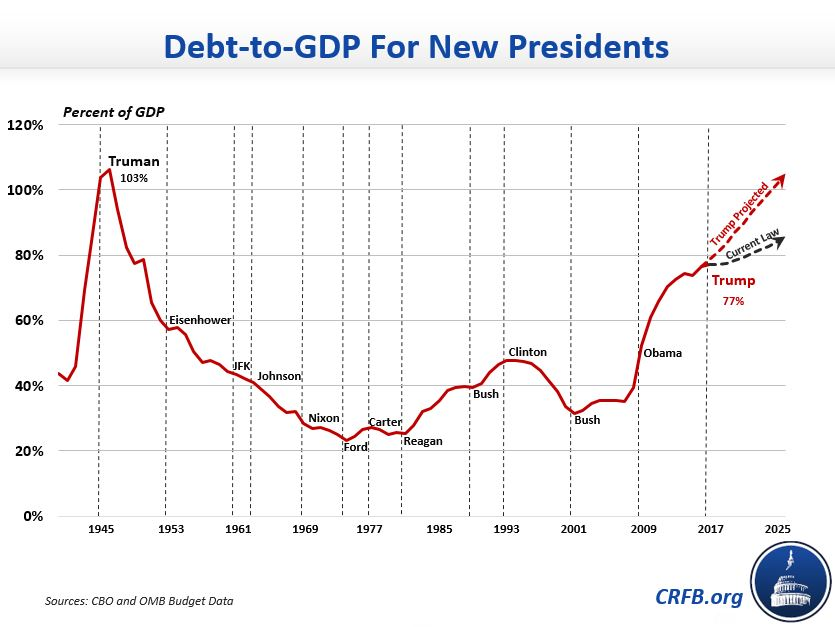 Debt-to-GDP For New Presidents
Percent of GDP
120%
100%
80%
60%
40%
20%
0%
Truman
103%
Eisenhower
JFK
Johnson
Nixon
Ford
Carter
Reagan
Bush
Clinton
Bush
Obama
Trump Projected
Current Law
Trump
77%
1945
1953
1961
1969
1977
1985
1993
2001
2009
2017
2025
Sources: CBO and OMB Budget Data
CRFB.org